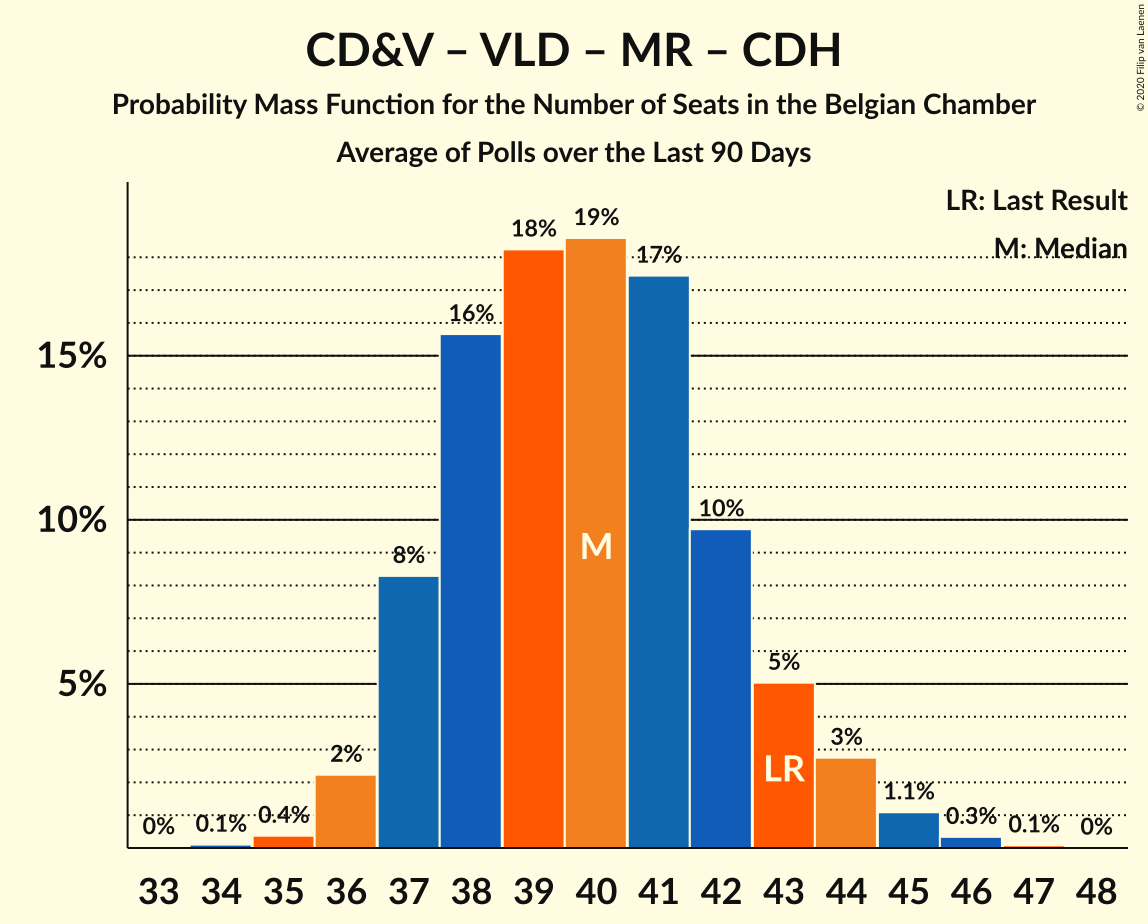 CD&V – VLD – MR – CDH
Probability Mass Function for the Number of Seats in the Belgian Chamber
Average of Polls over the Last 90 Days
© 2020 Filip van Laenen
LR: Last Result
M: Median
15%
10%
5%
0%
0.1%
0.4%
2%
8%
16%
18%
19%
17%
10%
5%
3%
1.1%
0.3%
0.1%
0%
M
LR
33 34 35 36 37 38 39 40 41 42 43 44 45 46 47 48